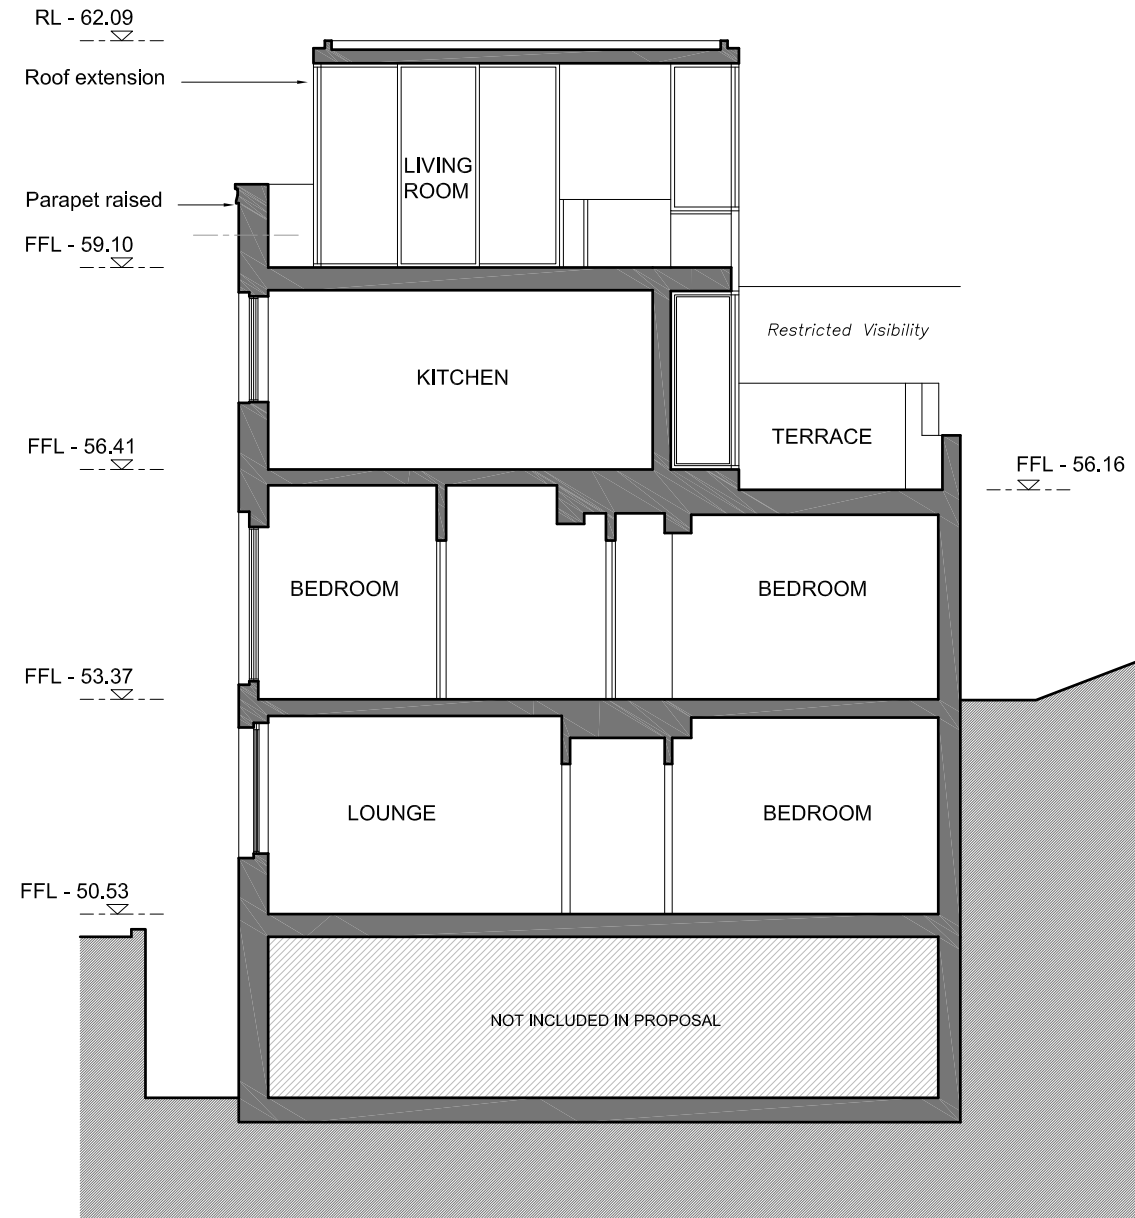 RL - 62.09
Roof extension
LIVING
ROOM
Parapet raised
FFL - 59.10
Restricted Visibility
KITCHEN
TERRACE
FFL - 56.41
FFL - 56.16
BEDROOM
BEDROOM
FFL - 53.37
LOUNGE
BEDROOM
FFL - 50.53
NOT INCLUDED IN PROPOSAL